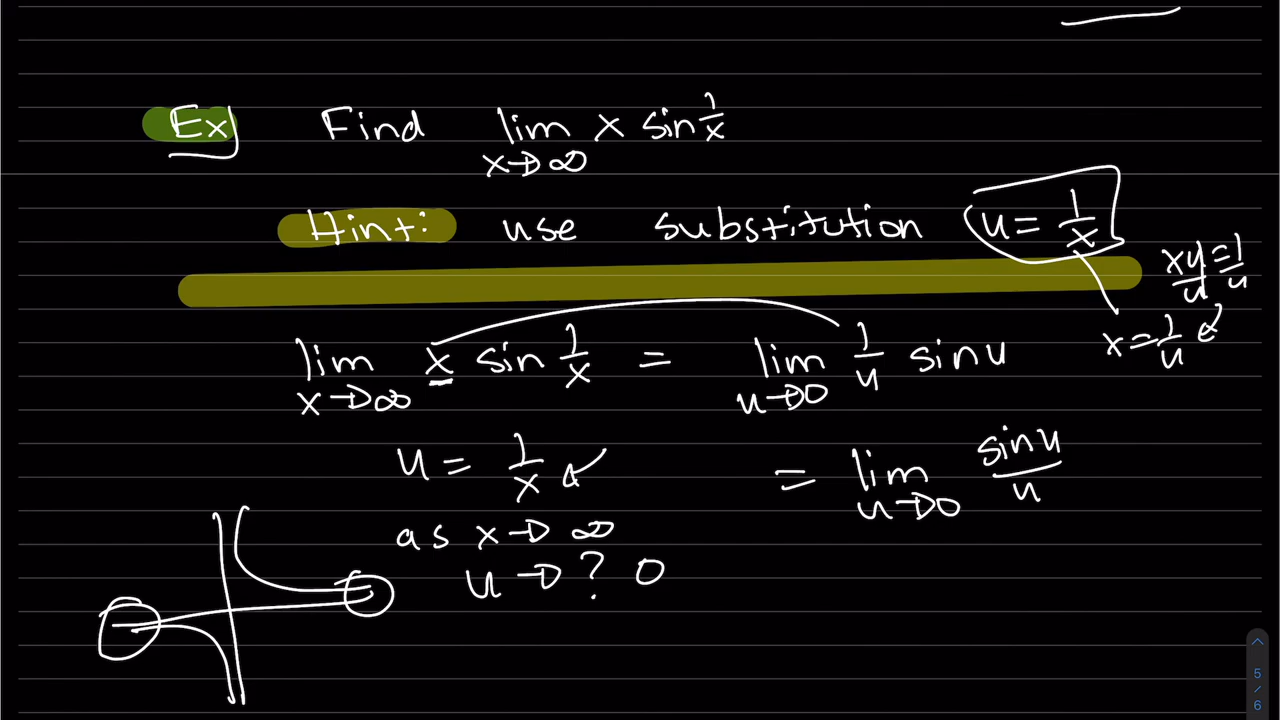 Ex) Find lim x→∞ x sin 1/x
Hint: use substitution u = 1/x
xu = 1
u u
x = 1/u
lim x→∞ x sin 1/x = lim u→0 1/u sin u
u = 1/x
= lim u→0 sin u/u
as x→∞
u→? 0
5
/
6